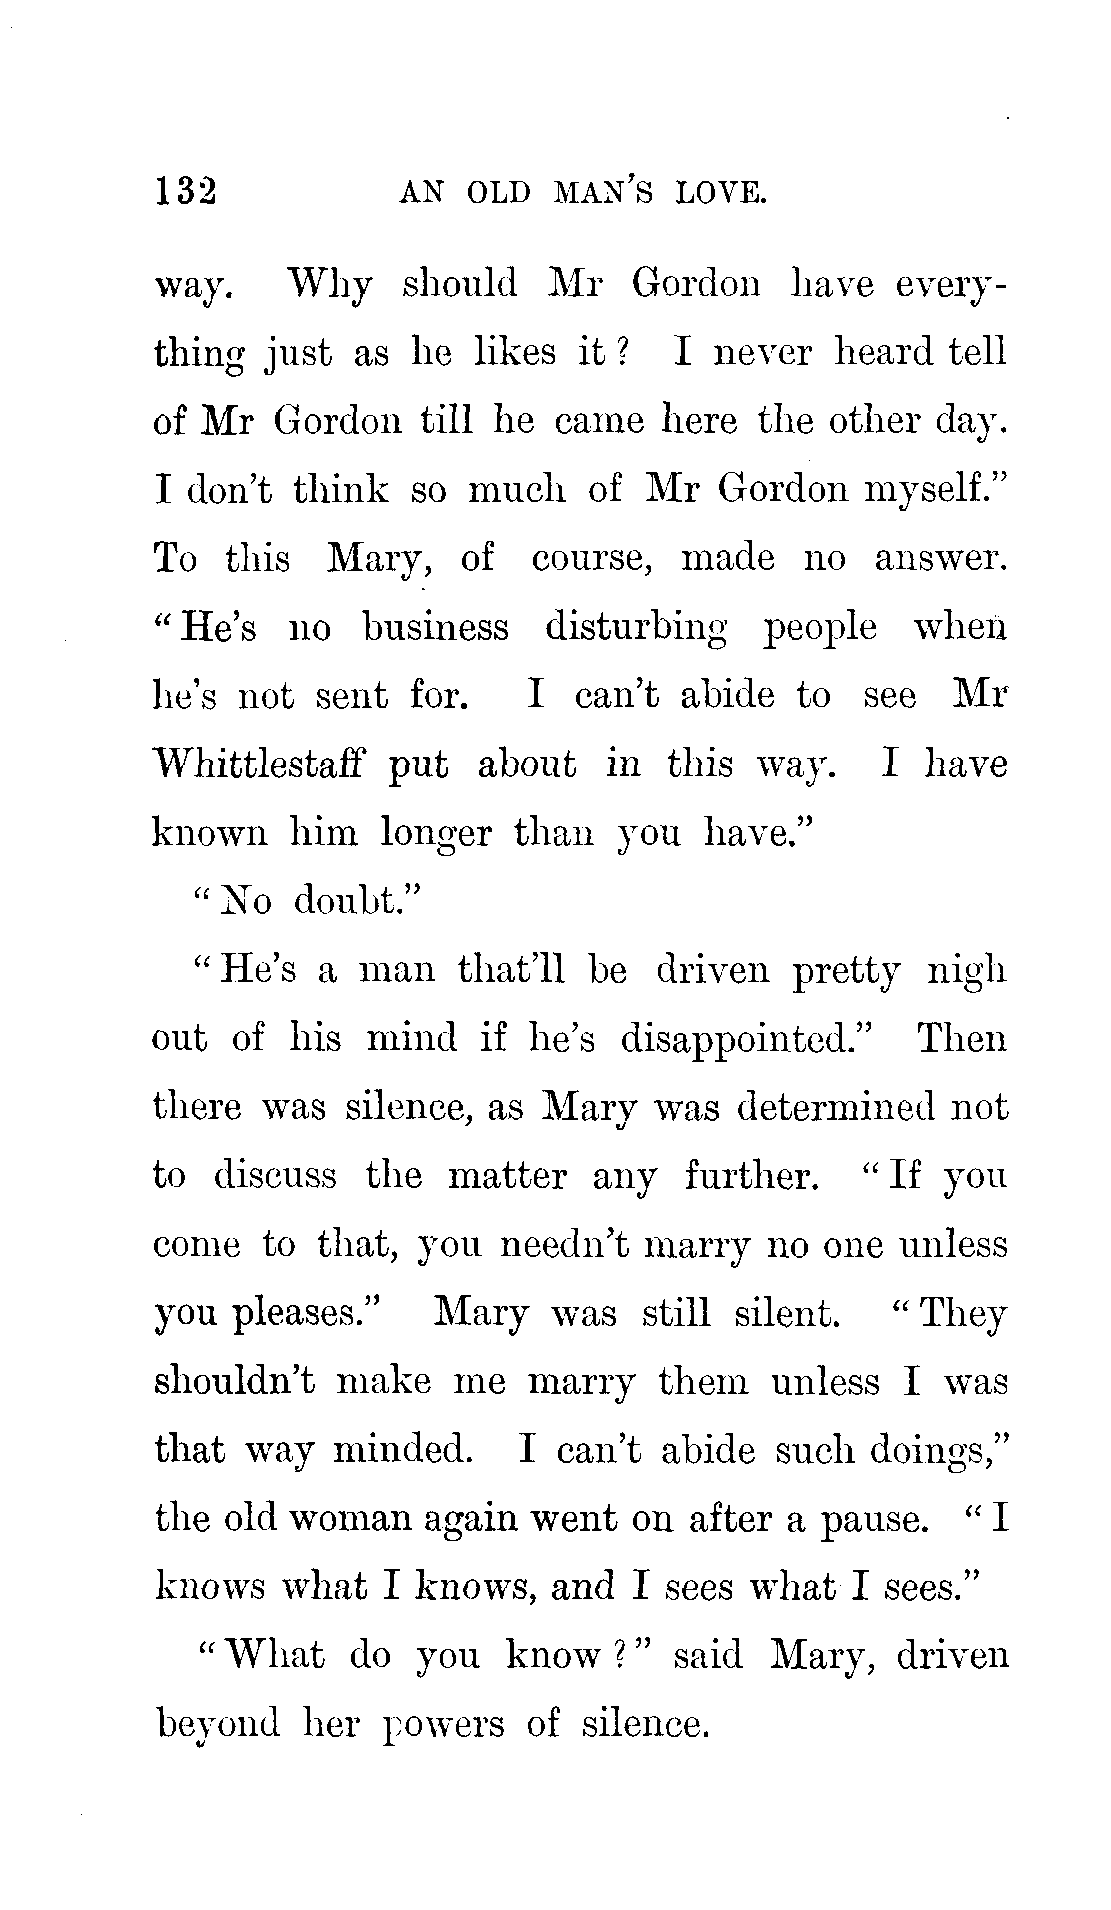 132 AN OLD MAN'S LOVE.
way. Why should Mr Gordon have every-
thing just as he likes it? I never heard tell
of Mr Gordon till he came here the other day.
I don't think so much of Mr Gordon myself."
To this Mary, of course, made no answer.
"He's no business disturbing people when
he's not sent for. I can't abide to see Mr
Whittlestaff put about in this way. I have
known him longer than you have."
"No doubt."
"He's a man that'll be driven pretty nigh
out of his mind if he's disappointed." Then
there was silence, as Mary was determined not
to discuss the matter any further. "If you
come to that, you needn't marry no one unless
you pleases." Mary was still silent. "They
shouldn't make me marry them unless I was
that way minded. I can't abide such doings,"
the old woman again went on after a pause. "I
knows what I knows, and I sees what I sees."
"What do you know?" said Mary, driven
beyond her powers of silence.